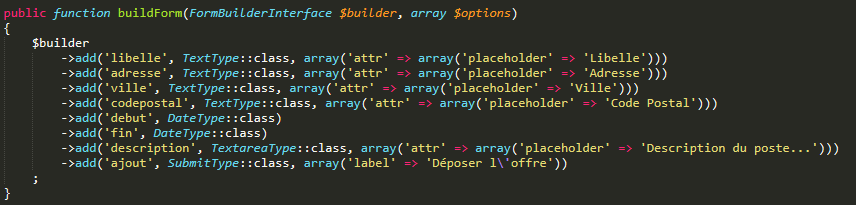 public function buildForm(FormBuilderInterface $builder, array $options)
{
    $builder
        ->add('libelle', TextType::class, array('attr' => array('placeholder' => 'Libelle')))
        ->add('adresse', TextType::class, array('attr' => array('placeholder' => 'Adresse')))
        ->add('ville', TextType::class, array('attr' => array('placeholder' => 'Ville')))
        ->add('codepostal', TextType::class, array('attr' => array('placeholder' => 'Code Postal')))
        ->add('debut', DateType::class)
        ->add('fin', DateType::class)
        ->add('description', TextareaType::class, array('attr' => array('placeholder' => 'Description du poste...')))
        ->add('ajout', SubmitType::class, array('label' => 'Déposer l\'offre'))
    ;
}